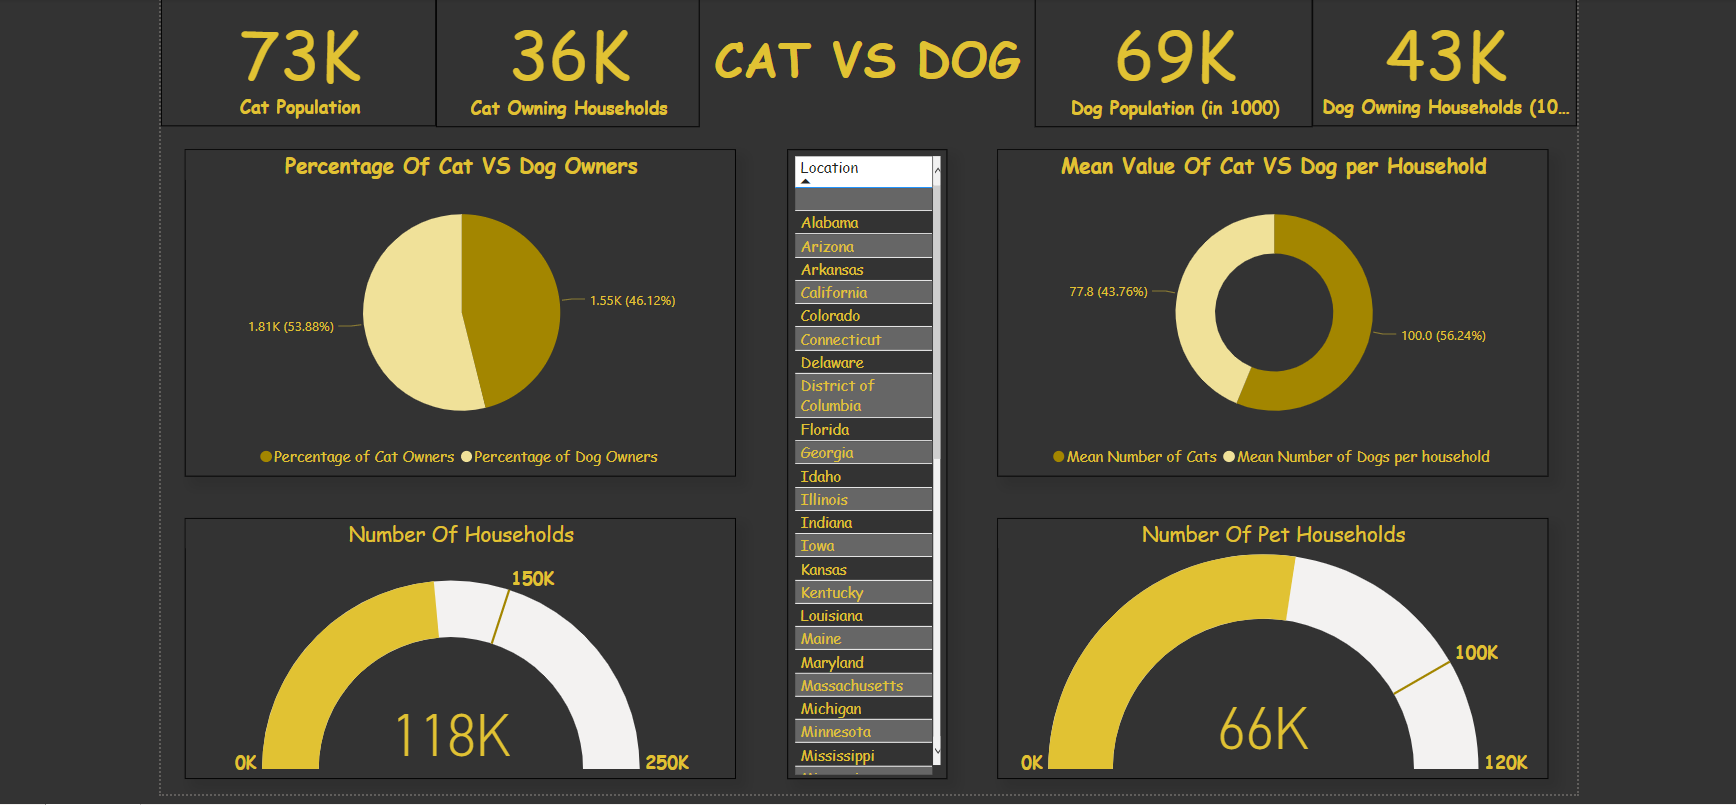 73K
Cat Population
36K
Cat Owning Households
CAT VS DOG
69K
Dog Population (in 1000)
43K
Dog Owning Households (10...
Percentage Of Cat VS Dog Owners
1.55K (46.12%)
1.81K (53.88%)
Percentage of Cat Owners
Percentage of Dog Owners
Location
Alabama
Arizona
Arkansas
California
Colorado
Connecticut
Delaware
District of
Columbia
Florida
Georgia
Idaho
Illinois
Indiana
Iowa
Kansas
Kentucky
Louisiana
Maine
Maryland
Massachusetts
Michigan
Minnesota
Mississippi
Mean Value Of Cat VS Dog per Household
77.8 (43.76%)
100.0 (56.24%)
Mean Number of Cats
Mean Number of Dogs per household
Number Of Households
150K
118K
0K
250K
Number Of Pet Households
100K
66K
0K
120K